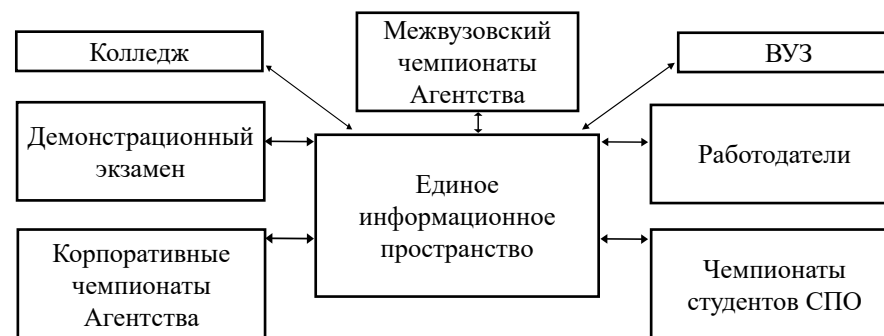 Колледж
Межвузовский
чемпионаты
Агентства
ВУЗ
Демонстрационный
экзамен
Единое
информационное
пространство
Работодатели
Корпоративные
чемпионаты
Агентства
Чемпионаты
студентов СПО